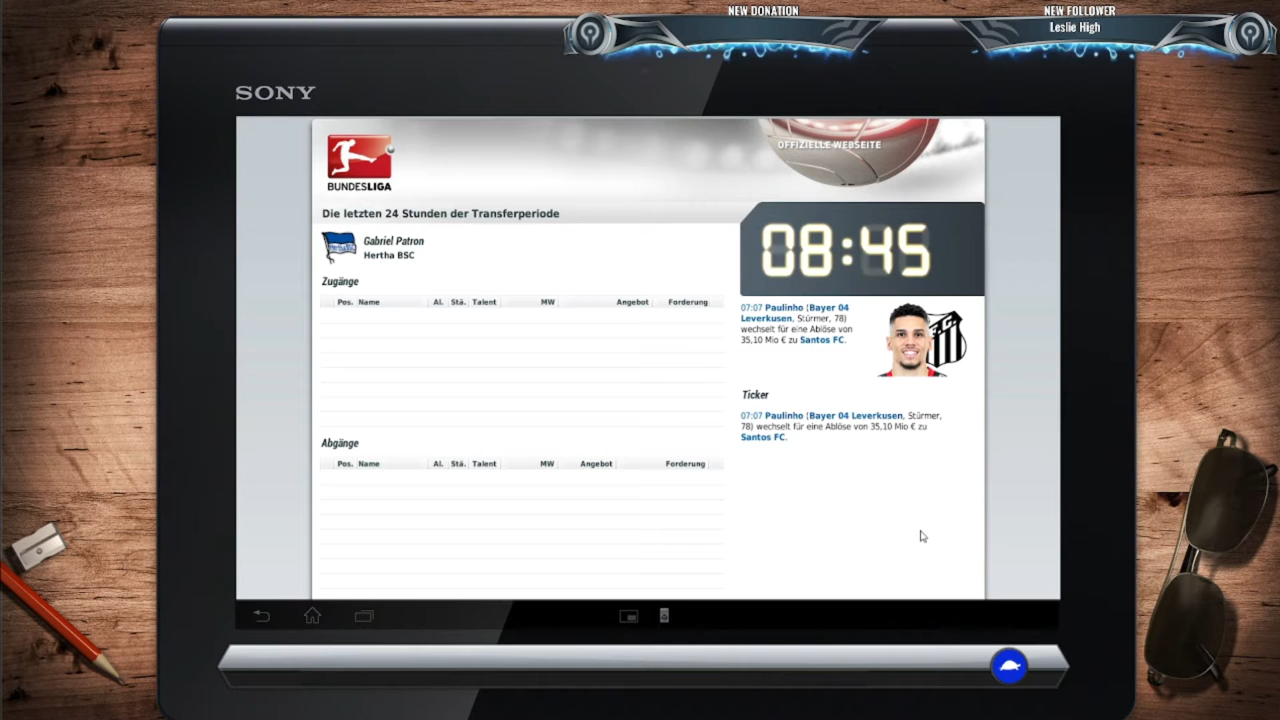 NEW DONATION
NEW FOLLOWER
Leslie High
SONY
BUNDESLIGA
OFFIZIELLE WEBSEITE
Die letzten 24 Stunden der Transferperiode
Gabriel Patron
Hertha BSC
08:45
Zugänge
Pos. Name Al. Stä. Talent MW Angebot Forderung
07:07 Paulinho (Bayer 04
Leverkusen, Stürmer, 78)
wechselt für eine Ablöse von
35,10 Mio € zu Santos FC.
Ticker
07:07 Paulinho (Bayer 04 Leverkusen, Stürmer,
78) wechselt für eine Ablöse von 35,10 Mio € zu
Santos FC.
Abgänge
Pos. Name Al. Stä. Talent MW Angebot Forderung